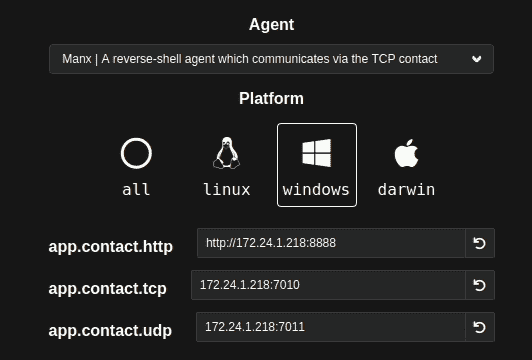 Agent
Manx | A reverse-shell agent which communicates via the TCP contact
Platform
all linux windows darwin
app.contact.http http://172.24.1.218:8888
app.contact.tcp 172.24.1.218:7010
app.contact.udp 172.24.1.218:7011